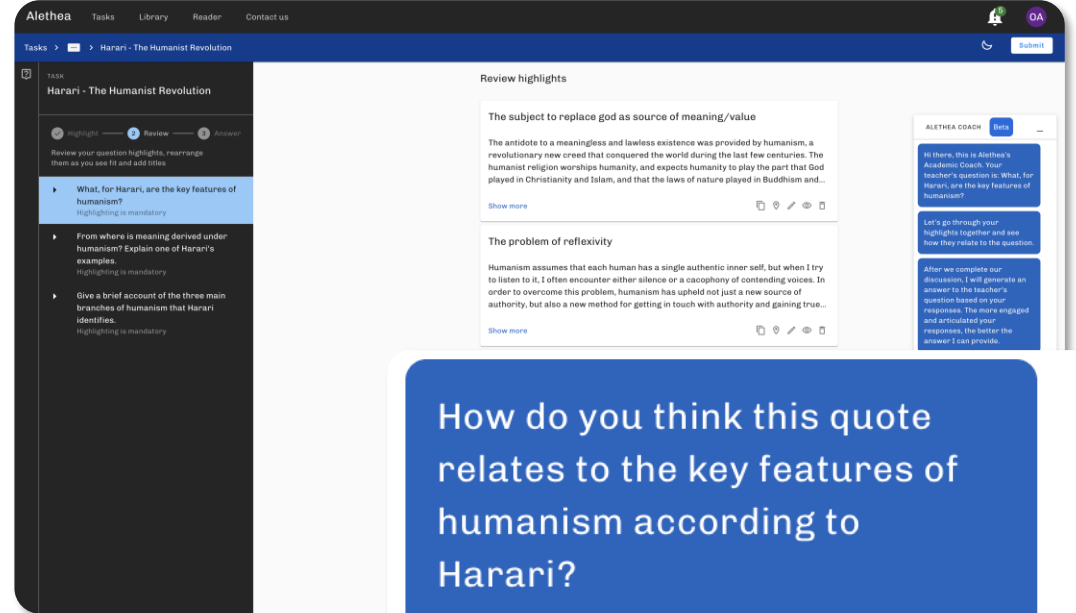 Alethea Tasks Library Reader Contact us 5 OA
Tasks > ... > Harari - The Humanist Revolution Submit
TASK
Harari - The Humanist Revolution
Highlight 2 Review 3 Answer
Review your question highlights, rearrange
them as you see fit and add titles
What, for Harari, are the key features of
humanism?
Highlighting is mandatory
From where is meaning derived under
humanism? Explain one of Harari's
examples.
Highlighting is mandatory
Give a brief account of the three main
branches of humanism that Harari
identifies.
Highlighting is mandatory
Review highlights
The subject to replace god as source of meaning/value
The antidote to a meaningless and lawless existence was provided by humanism, a
revolutionary new creed that conquered the world during the last few centuries. The
humanist religion worships humanity, and expects humanity to play the part that God
played in Christianity and Islam, and that the laws of nature played in Buddhism and...
Show more
The problem of reflexivity
Humanism assumes that each human has a single authentic inner self, but when I try
to listen to it, I often encounter either silence or a cacophony of contending voices. In
order to overcome this problem, humanism has upheld not just a new source of
authority, but also a new method for getting in touch with authority and gaining true...
Show more
ALETHEA COACH Beta
Hi there, this is Alethea's
Academic Coach. Your
teacher's question is: What, for
Harari, are the key features of
humanism?
Let's go through your
highlights together and see
how they relate to the question.
After we complete our
discussion, I will generate an
answer to the teacher's
question based on your
responses. The more engaged
and articulated your
responses, the better the
answer I can provide.
How do you think this quote
relates to the key features of
humanism according to
Harari?